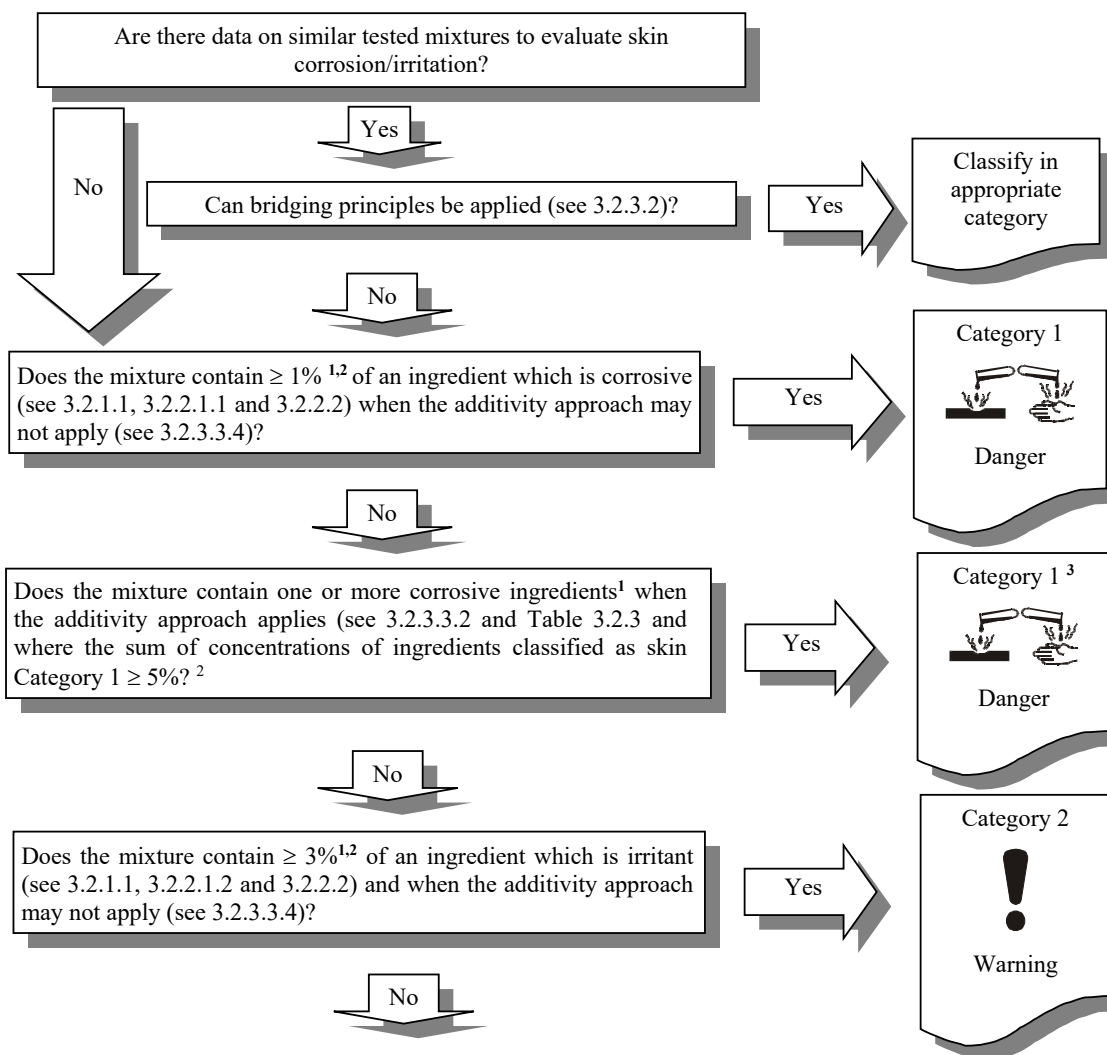 Are there data on similar tested mixtures to evaluate skin
corrosion/irritation?
Yes
No
Can bridging principles be applied (see 3.2.3.2)?
Yes
Classify in
appropriate
category
No
Does the mixture contain ≥ 1% 1,2 of an ingredient which is corrosive
(see 3.2.1.1, 3.2.2.1.1 and 3.2.2.2) when the additivity approach may
not apply (see 3.2.3.3.4)?
Yes
Category 1
Danger
No
Does the mixture contain one or more corrosive ingredients1 when
the additivity approach applies (see 3.2.3.3.2 and Table 3.2.3 and
where the sum of concentrations of ingredients classified as skin
Category 1 ≥ 5%? 2
Yes
Category 1 3
Danger
No
Does the mixture contain ≥ 3%1,2 of an ingredient which is irritant
(see 3.2.1.1, 3.2.2.1.2 and 3.2.2.2) and when the additivity approach
may not apply (see 3.2.3.3.4)?
Yes
Category 2
Warning
No